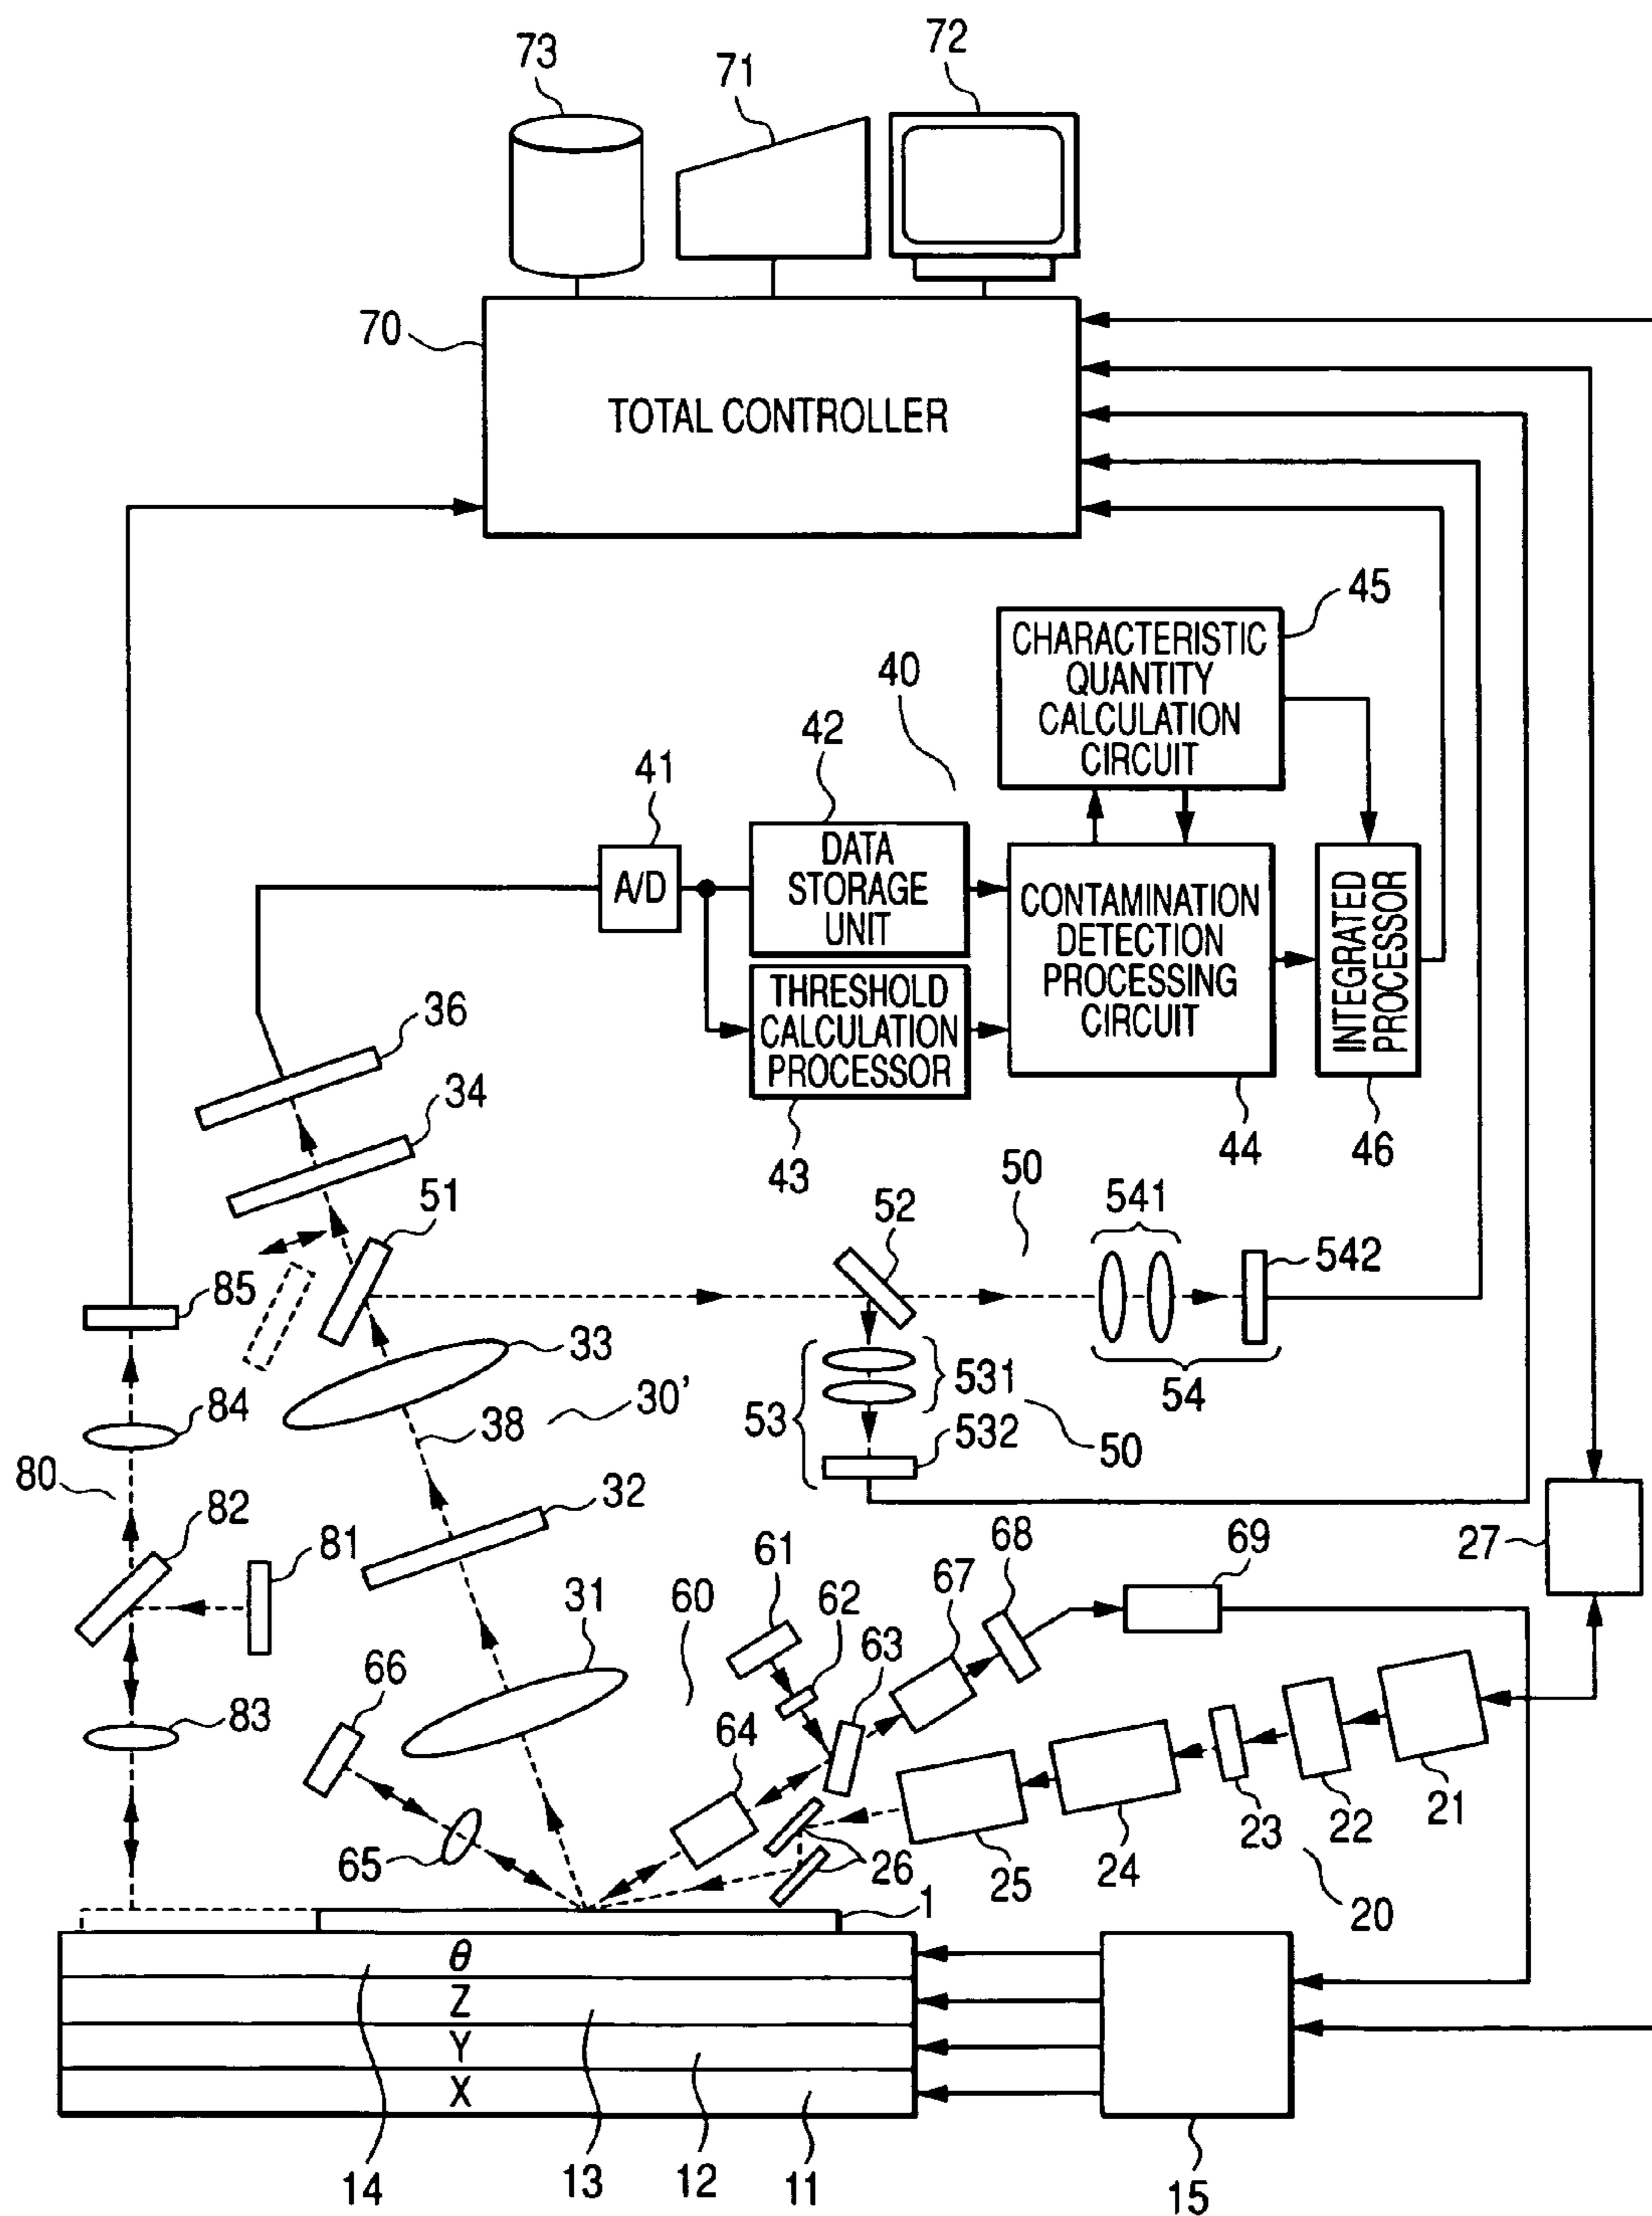 73
71
72
70
TOTAL CONTROLLER
45
CHARACTERISTIC
QUANTITY
CALCULATION
CIRCUIT
40
42
41
A/D
DATA
STORAGE
UNIT
CONTAMINATION
DETECTION
PROCESSING
CIRCUIT
INTEGRATED
PROCESSOR
THRESHOLD
CALCULATION
PROCESSOR
36
34
43
44
46
51
52
50
541
542
85
33
531
54
84
30'
53
38
532
50
80
32
82
81
27
61
68
69
31
60
62
67
63
66
83
64
65
26
25
24
23
22
21
20
1
θ
Z
Y
X
14
13
12
11
15